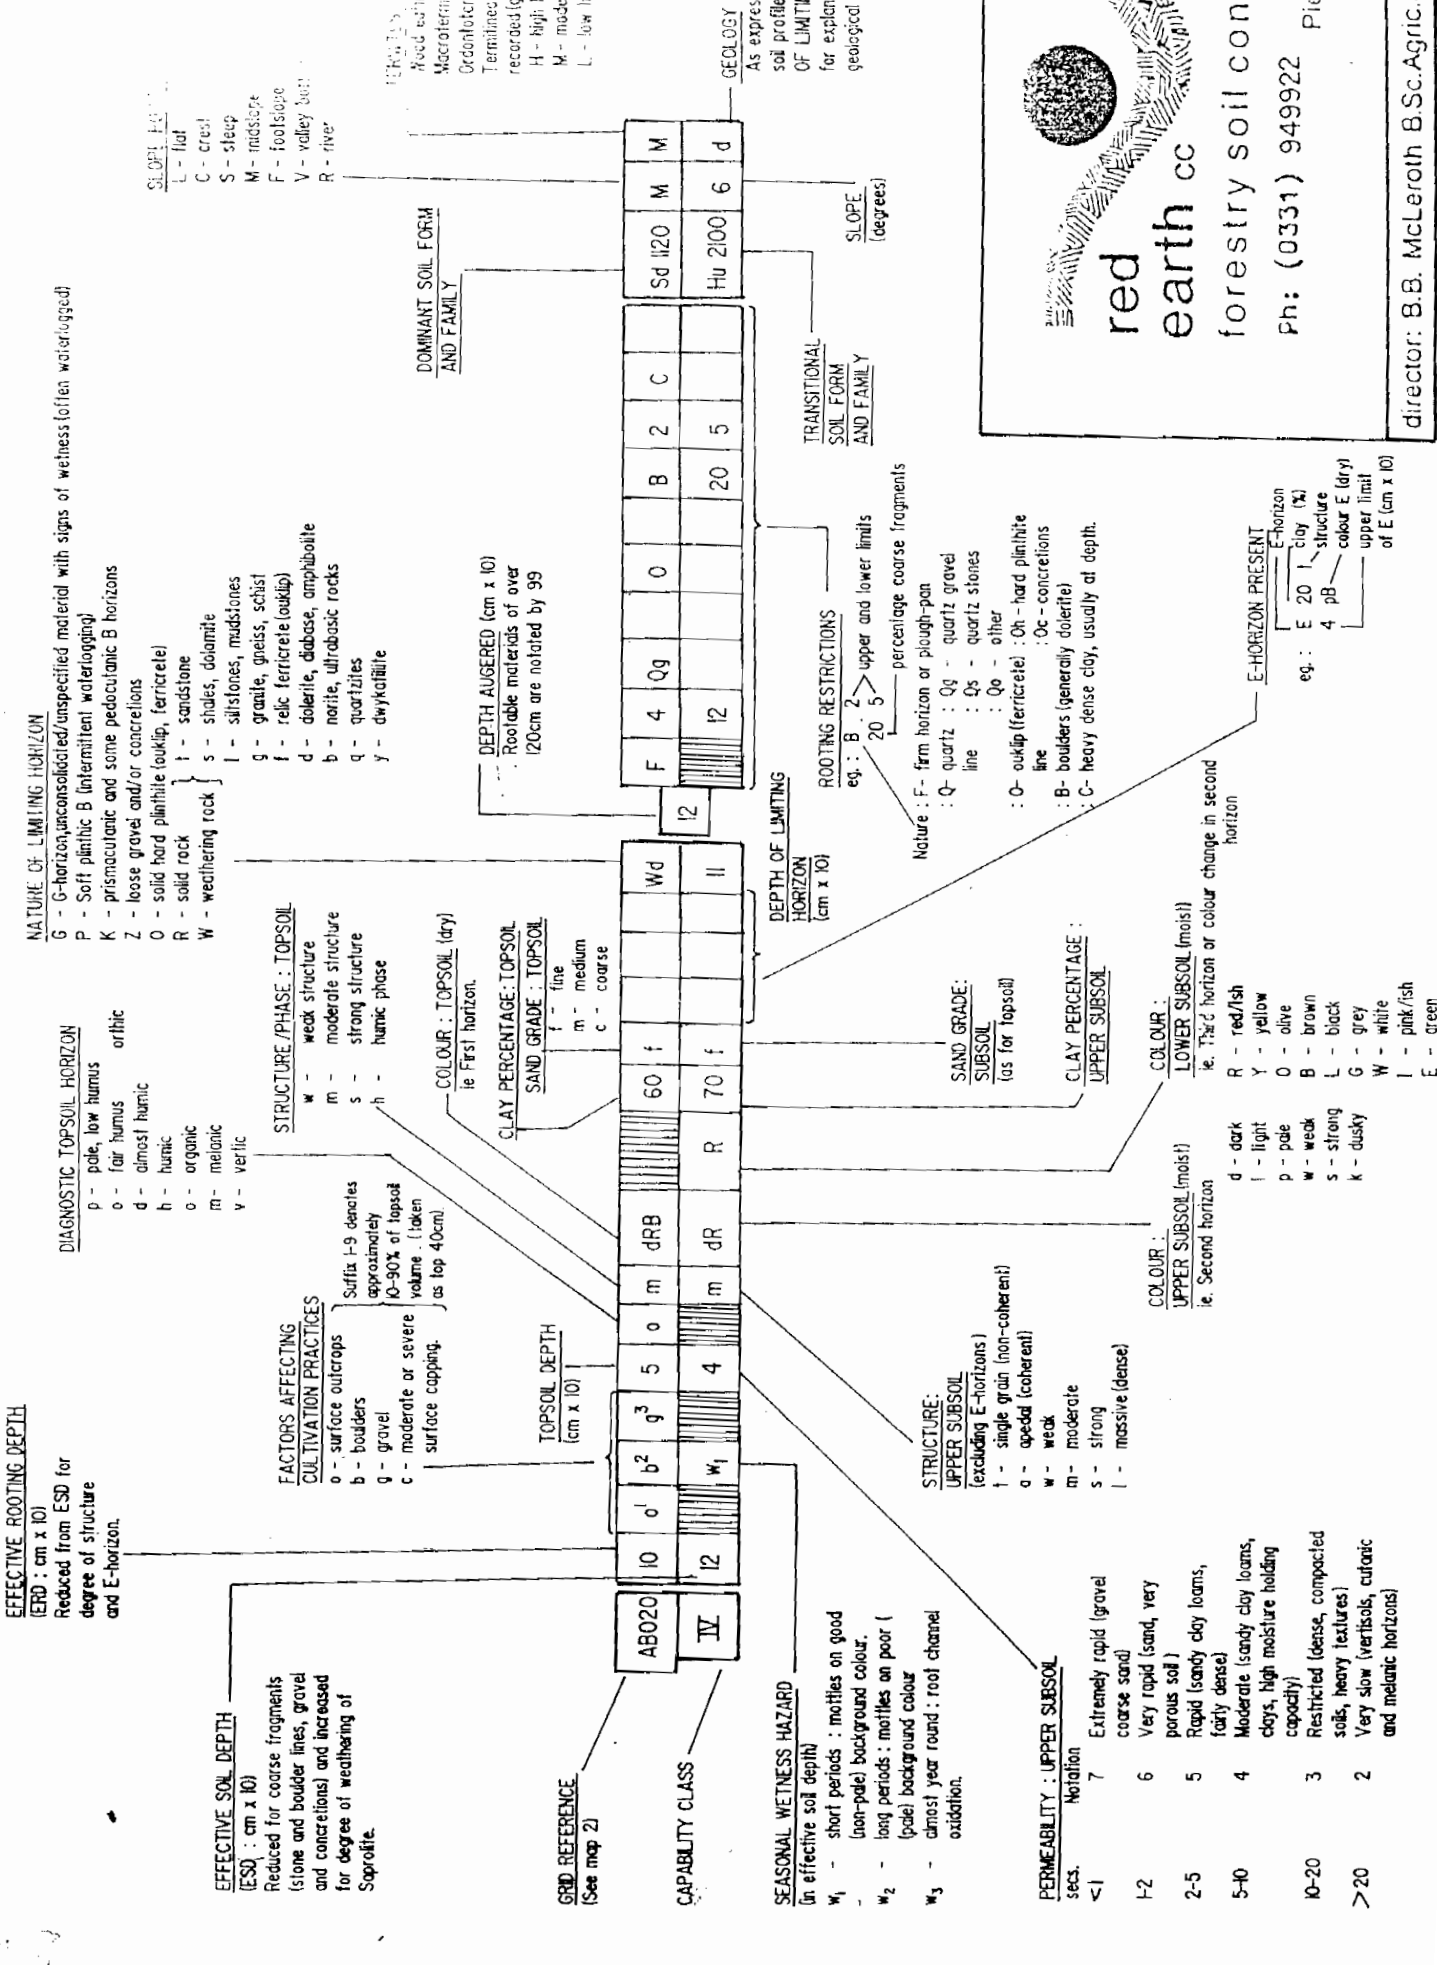 EFFECTIVE ROOTING DEPTH
(ERD : cm x 10)
Reduced from ESD for
degree of structure
and E-horizon.
EFFECTIVE SOIL DEPTH
(ESD : cm x 10)
Reduced for coarse fragments
(stone and boulder lines, gravel
and concretions) and increased
for degree of weathering of
Saprolite.
GRID REFERENCE
(See map 2)
CAPABILITY CLASS
SEASONAL WETNESS HAZARD
(in effective soil depth)
w1 - short periods : mottles on good
- (non-pale) background colour.
w2 - long periods : mottles on poor (
(pale) background colour
w3 - almost year round : root channel
oxidation.
PERMEABILITY : UPPER SUBSOIL
secs. Notation
<1 7 Extremely rapid (gravel
coarse sand)
1-2 6 Very rapid (sand, very
porous soil)
2-5 5 Rapid (sandy clay loams,
fairly dense)
5-10 4 Moderate (sandy clay loams,
clays, high moisture holding
capacity)
10-20 3 Restricted (dense, compacted
soils, heavy textures)
>20 2 Very slow (vertisols, cutanic
and melanic horizons)
FACTORS AFFECTING
CULTIVATION PRACTICES
o - surface outcrops
b - boulders
g - gravel
c - moderate or severe
surface capping.
Suffix 1-9 denotes
approximately
10-90% of topsoil
volume . (taken
as top 40cm).
TOPSOIL DEPTH
(cm x 10)
DIAGNOSTIC TOPSOIL HORIZON
p - pale, low humus
o - fair humus orthic
d - almost humic
h - humic
o - organic
m - melanic
v - vertic
STRUCTURE/PHASE : TOPSOIL
w - weak structure
m - moderate structure
s - strong structure
h - humic phase
COLOUR : TOPSOIL (dry)
ie First horizon.
CLAY PERCENTAGE: TOPSOIL
SAND GRADE : TOPSOIL
f - fine
m - medium
c - coarse
NATURE OF LIMITING HORIZON
G - G-horizon,unconsolidated/unspecified material with signs of wetness (often waterlogged)
P - Soft plinthic B (intermittent waterlogging)
K - prismacutanic and some pedocutanic B horizons
Z - loose gravel and/or concretions
O - solid hard plinthite (ouklip, ferricrete)
R - solid rock
W - weathering rock
t - sandstone
s - shales, dolomite
l - siltstones, mudstones
g - granite, gneiss, schist
f - relic ferricrete (ouklip)
d - dolerite, diabase, amphibolite
b - norite, ultrabasic rocks
q - quartzites
y - dwykatillite
DEPTH AUGERED (cm x 10)
Rootable materials of over
120cm are notated by 99
DOMINANT SOIL FORM
AND FAMILY
L - flat
C - crest
S - steep
M - midslope
F - footslope
R - river
Termitinea
H - high
L - low
AB020 10 o1 b2 g3 5 o m dRB 60 f Wd 12 F 4 Qg O B 2 C Sd 1120 M M
IV 12 w1 4 m dR R 70 f 11 12 20 5 Hu 2100 6 d
STRUCTURE:
UPPER SUBSOIL
(excluding E-horizons)
t - single grain (non-coherent)
a - apedal (coherent)
w - weak
m - moderate
s - strong
l - massive (dense)
COLOUR :
UPPER SUBSOIL (moist)
ie. Second horizon
COLOUR :
LOWER SUBSOIL (moist)
ie. Third horizon or colour change in second
horizon
d - dark
l - light
p - pale
w - weak
s - strong
k - dusky
R - red/ish
Y - yellow
O - olive
B - brown
L - black
G - grey
W - white
I - pink/ish
E - green
SAND GRADE:
SUBSOIL
(as for topsoil)
CLAY PERCENTAGE :
UPPER SUBSOIL
DEPTH OF LIMITING
HORIZON
(cm x 10)
ROOTING RESTRICTIONS
eg. : B . 2 > upper and lower limits
20 5
percentage coarse fragments
Nature : F - firm horizon or plough-pan
: Q - quartz : Qg - quartz gravel
line : Qs - quartz stones
: Qo - other
: O - ouklip (ferricrete) : Oh - hard plinthite
line : Oc - concretions
: B - boulders (generally dolerite)
: C - heavy dense clay, usually at depth.
E-HORIZON PRESENT
eg. : E 20 1
4 pB
E-horizon
clay (%)
structure
colour E (dry)
upper limit
of E (cm x 10)
TRANSITIONAL
SOIL FORM
AND FAMILY
SLOPE
(degrees)
GEOLOGY
As expres
soil profile
OF LIMITI
for explan
geological
red
earth cc
forestry soil con
Ph: (0331) 949922
director: B.B. McLeroth B.Sc.Agric.